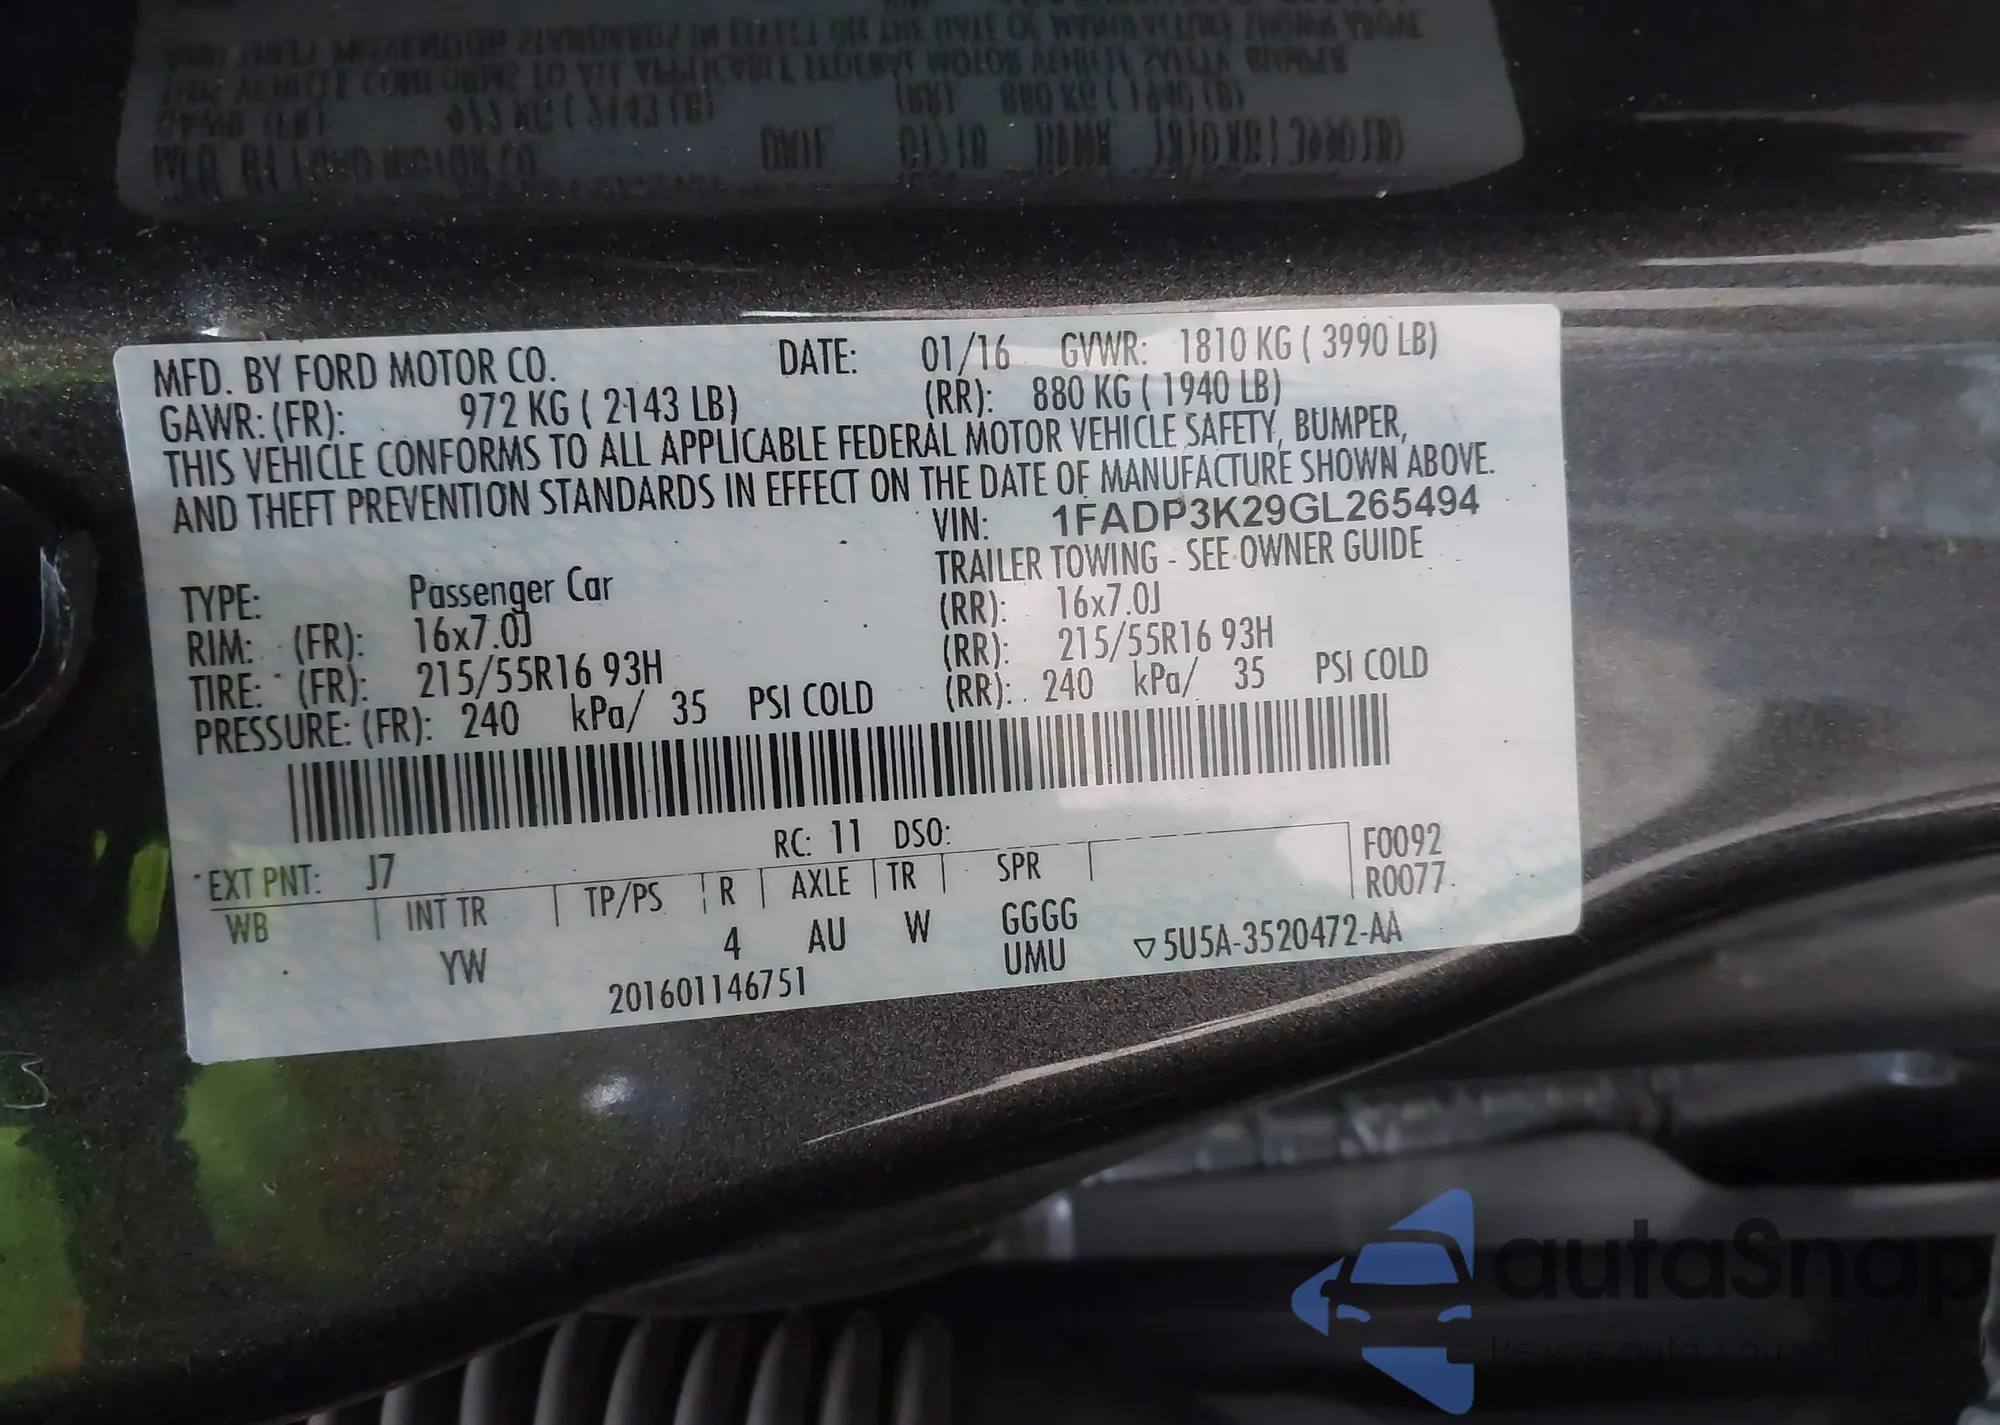 MFD. BY FORD MOTOR CO. DATE: 01/16 GVWR: 1810 KG ( 3990 LB)
GAWR: (FR): 972 KG ( 2143 LB) (RR): 880 KG ( 1940 LB)
THIS VEHICLE CONFORMS TO ALL APPLICABLE FEDERAL MOTOR VEHICLE SAFETY, BUMPER,
AND THEFT PREVENTION STANDARDS IN EFFECT ON THE DATE OF MANUFACTURE SHOWN ABOVE.
VIN: 1FADP3K29GL265494
TYPE: Passenger Car TRAILER TOWING - SEE OWNER GUIDE
RIM: (FR): 16x7.0J (RR): 16x7.0J
TIRE: (FR): 215/55R16 93H (RR): 215/55R16 93H
PRESSURE: (FR): 240 kPa/ 35 PSI COLD (RR): 240 kPa/ 35 PSI COLD
RC: 11 DSO:
EXT PNT: J7 F0092
WB INT TR TP/PS R AXLE TR SPR R0077
YW 4 AU W GGGG
201601146751 UMU ▽5U5A-3520472-AA
autoSnap